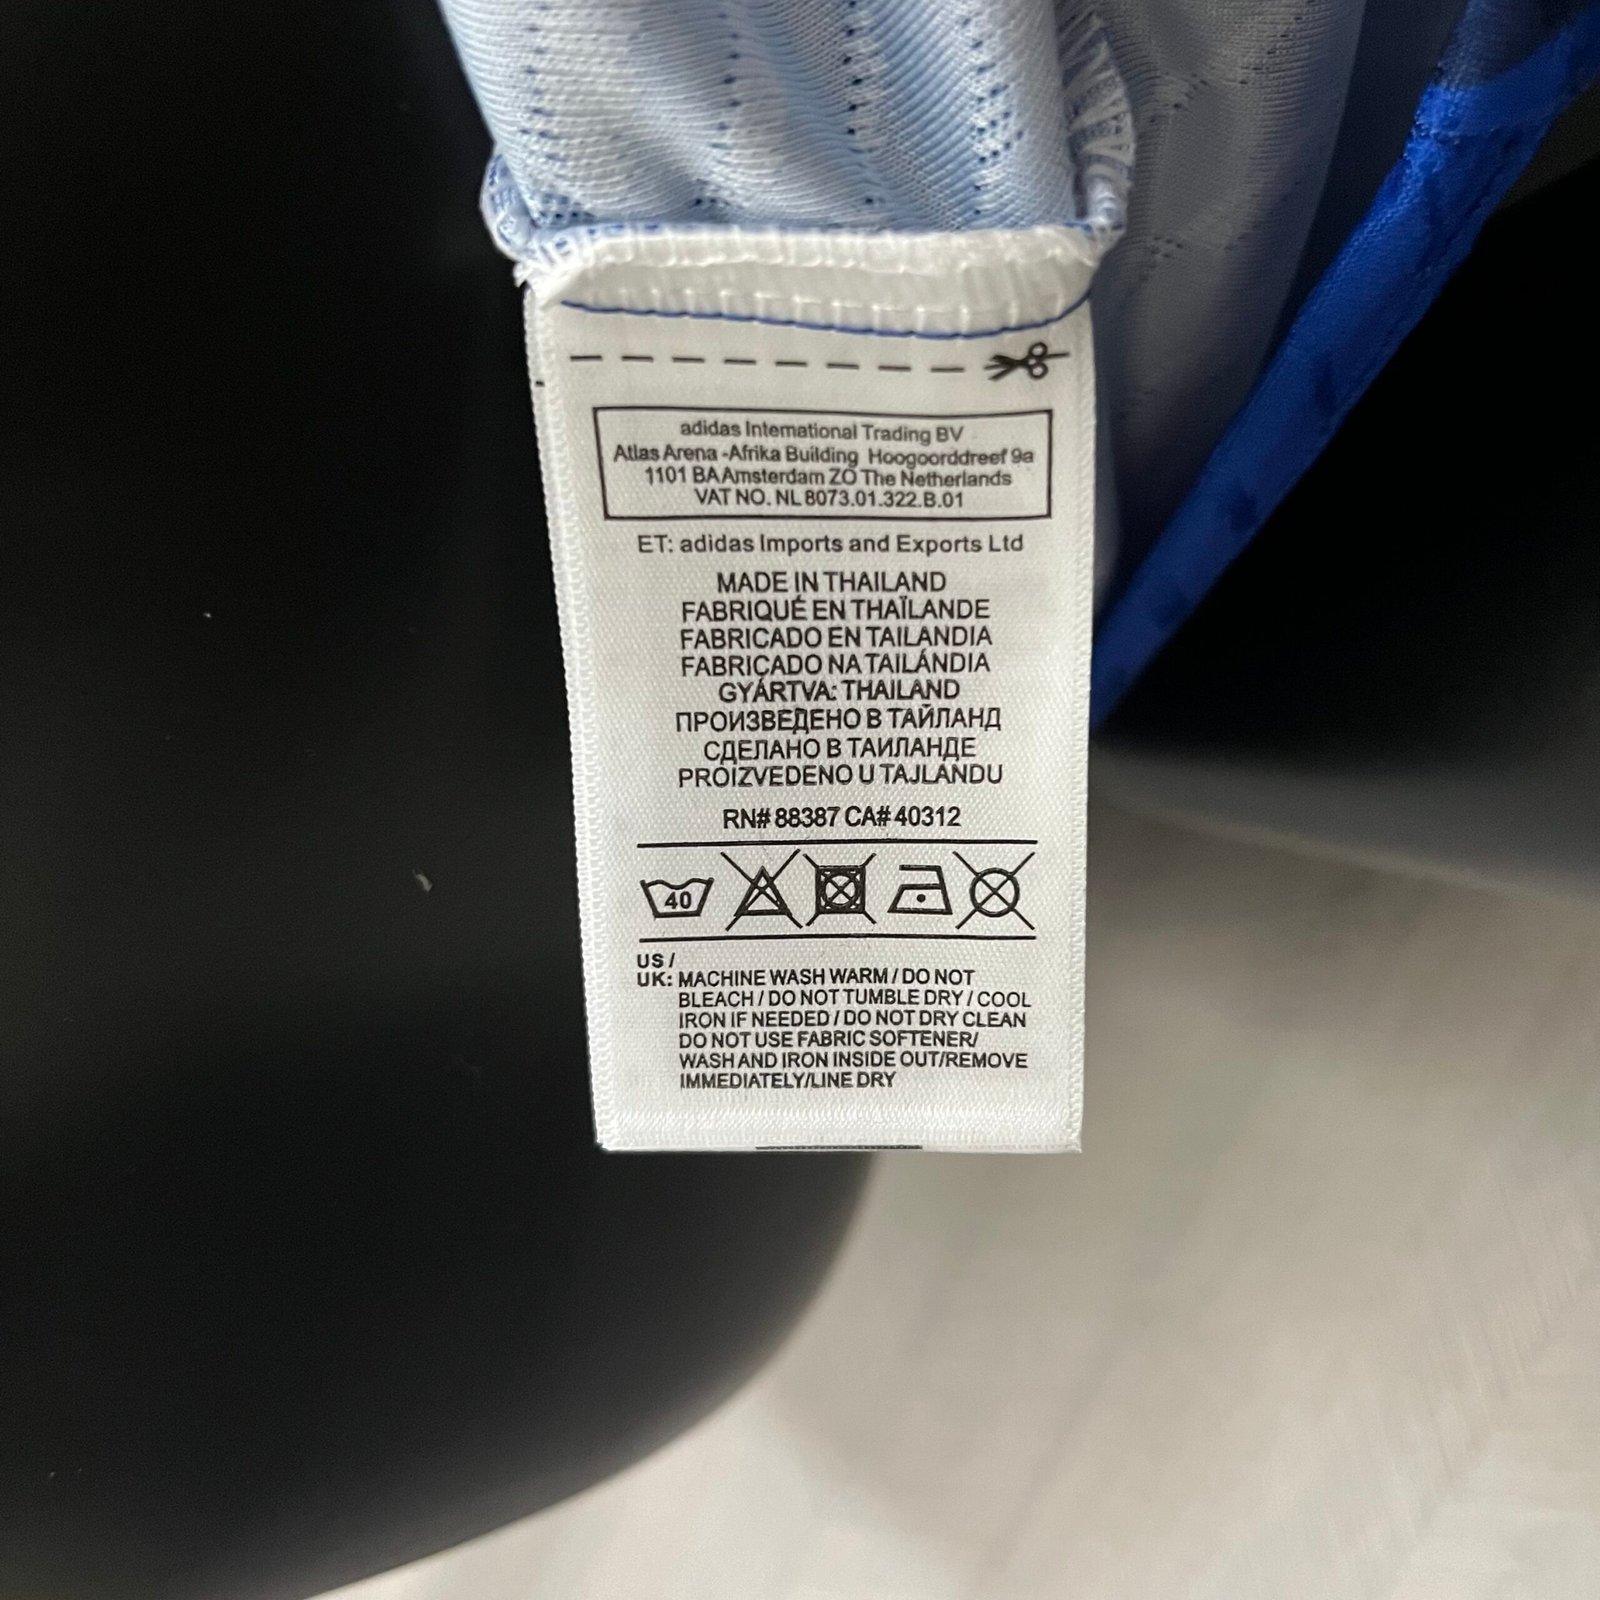 adidas International Trading BV
Atlas Arena -Afrika Building Hoogoorddreef 9a
1101 BA Amsterdam ZO The Netherlands
VAT NO. NL 8073.01.322.B.01
ET: adidas Imports and Exports Ltd
MADE IN THAILAND
FABRIQUÉ EN THAÏLANDE
FABRICADO EN TAILANDIA
FABRICADO NA TAILÁNDIA
GYÁRTVA: THAILAND
ПРОИЗВЕДЕНО В ТАЙЛАНД
СДЕЛАНО В ТАИЛАНДЕ
PROIZVEDENO U TAJLANDU
RN# 88387 CA# 40312
40
US /
UK: MACHINE WASH WARM / DO NOT
BLEACH / DO NOT TUMBLE DRY / COOL
IRON IF NEEDED / DO NOT DRY CLEAN
DO NOT USE FABRIC SOFTENER/
WASH AND IRON INSIDE OUT/REMOVE
IMMEDIATELY/LINE DRY